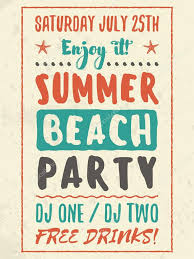 SATURDAY JULY 25TH
Enjoy it!
SUMMER
BEACH
PARTY
DJ ONE / DJ TWO
FREE DRINKS!